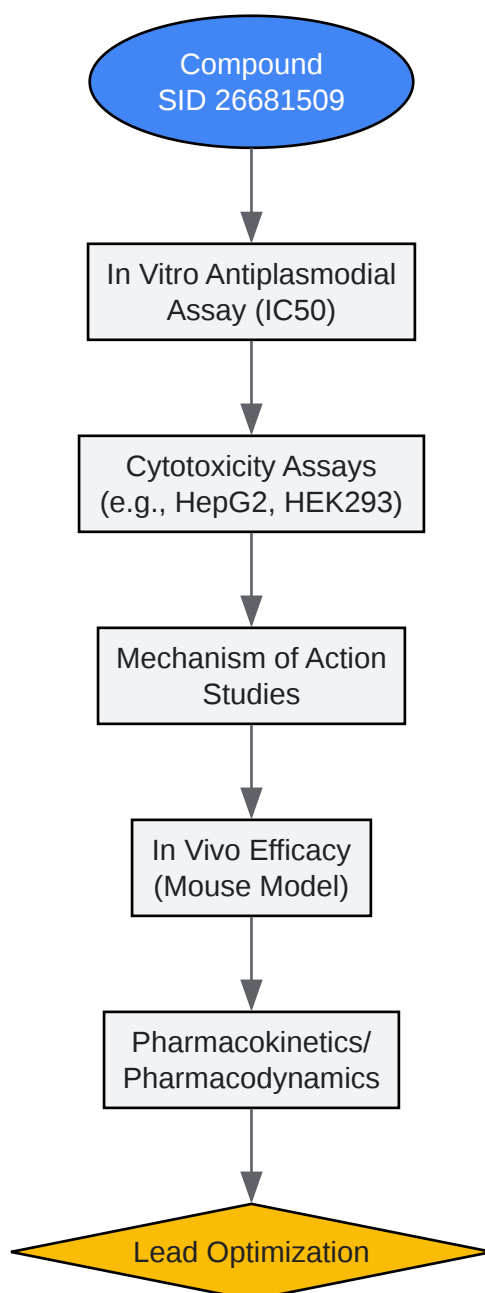 Compound
SID 26681509
In Vitro Antiplasmodial
Assay (IC50)
Cytotoxicity Assays
(e.g., HepG2, HEK293)
Mechanism of Action
Studies
In Vivo Efficacy
(Mouse Model)
Pharmacokinetics/
Pharmacodynamics
Lead Optimization